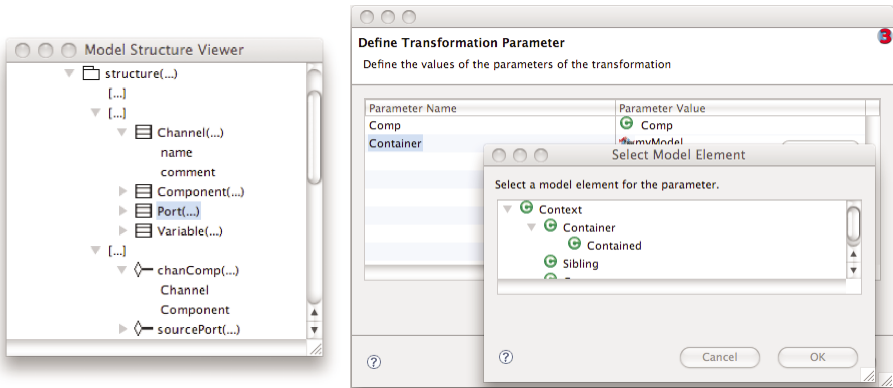 Model Structure Viewer
structure(...)
[...]
[...]
Channel(...)
name
comment
Component(...)
Port(...)
Variable(...)
[...]
chanComp(...)
Channel
Component
sourcePort(...)
3
Define Transformation Parameter
Define the values of the parameters of the transformation
Parameter Name Parameter Value
Comp C Comp
Container myModel
Select Model Element
Select a model element for the parameter.
C Context
C Container
C Contained
C Sibling
?
? Cancel OK